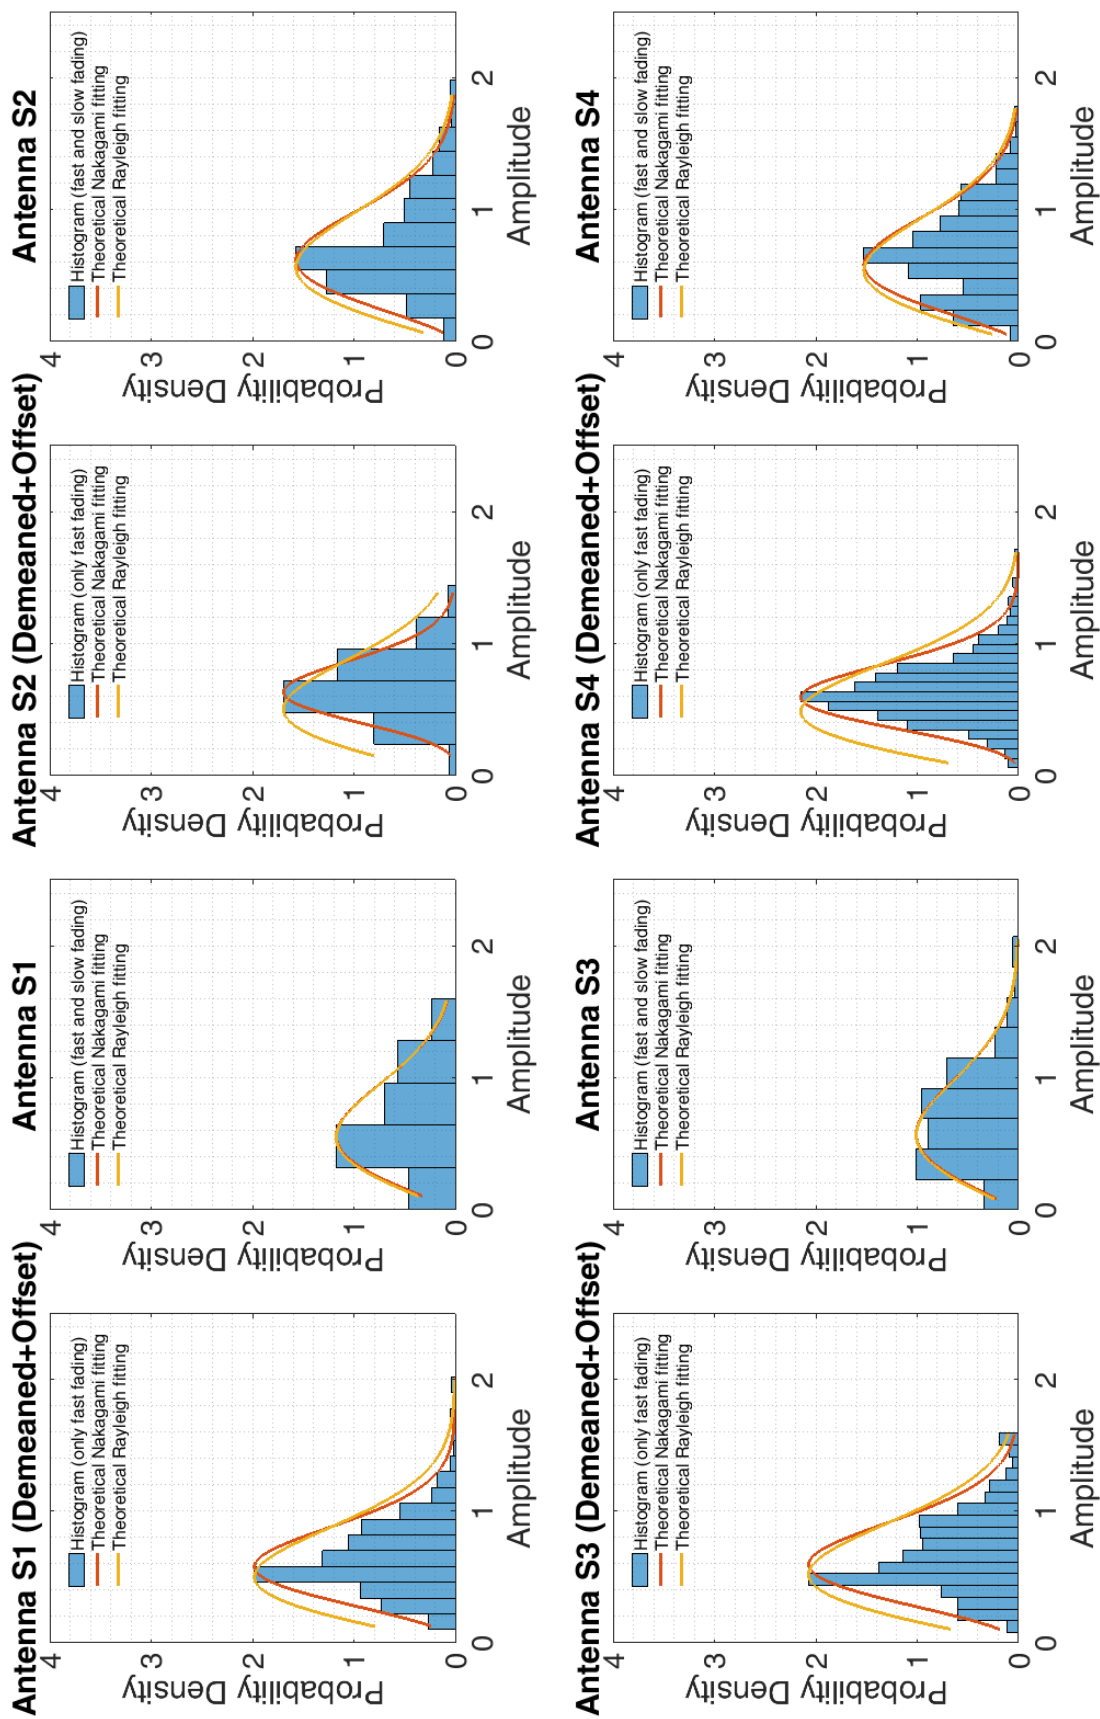 Antenna S1 (Demeaned+Offset)
Histogram (only fast fading)
Theoretical Nakagami fitting
Theoretical Rayleigh fitting
4
3
2
1
0
Probability Density
0 1 2
Amplitude
Antenna S1
Histogram (fast and slow fading)
Theoretical Nakagami fitting
Theoretical Rayleigh fitting
4
3
2
1
0
Probability Density
0 1 2
Amplitude
Antenna S2 (Demeaned+Offset)
Histogram (only fast fading)
Theoretical Nakagami fitting
Theoretical Rayleigh fitting
4
3
2
1
0
Probability Density
0 1 2
Amplitude
Antenna S2
Histogram (fast and slow fading)
Theoretical Nakagami fitting
Theoretical Rayleigh fitting
4
3
2
1
0
Probability Density
0 1 2
Amplitude
Antenna S3 (Demeaned+Offset)
Histogram (only fast fading)
Theoretical Nakagami fitting
Theoretical Rayleigh fitting
4
3
2
1
0
Probability Density
0 1 2
Amplitude
Antenna S3
Histogram (fast and slow fading)
Theoretical Nakagami fitting
Theoretical Rayleigh fitting
4
3
2
1
0
Probability Density
0 1 2
Amplitude
Antenna S4 (Demeaned+Offset)
Histogram (only fast fading)
Theoretical Nakagami fitting
Theoretical Rayleigh fitting
4
3
2
1
0
Probability Density
0 1 2
Amplitude
Antenna S4
Histogram (fast and slow fading)
Theoretical Nakagami fitting
Theoretical Rayleigh fitting
4
3
2
1
0
Probability Density
0 1 2
Amplitude